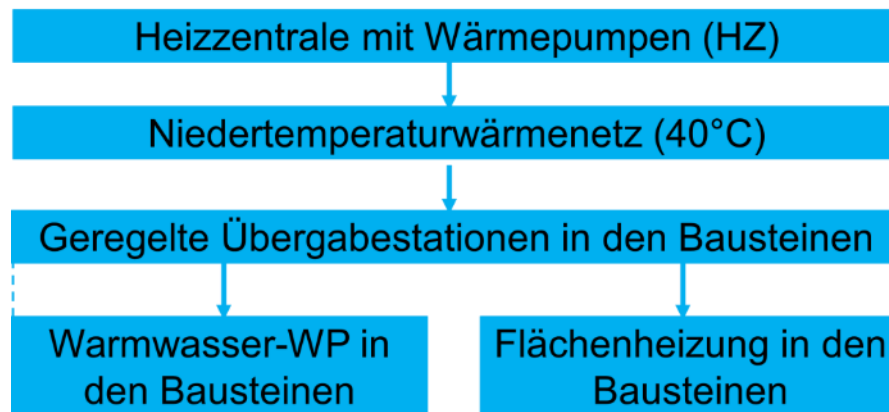 Heizzentrale mit Wärmepumpen (HZ)
Niedertemperaturwärmenetz (40°C)
Geregelte Übergabestationen in den Bausteinen
Warmwasser-WP in
den Bausteinen
Flächenheizung in den
Bausteinen